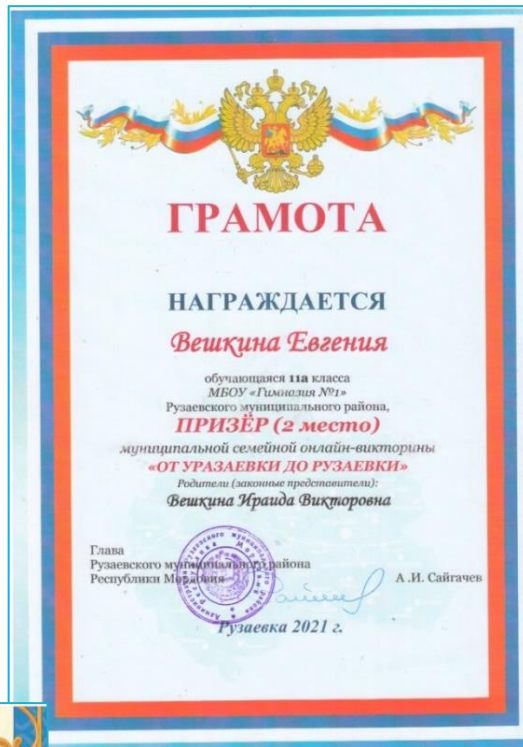 ГРАМОТА
НАГРАЖДАЕТСЯ
Вешкина Евгения
обучающаяся 11а класса
МБОУ «Гимназия №1»
Рузаевского муниципального района,
ПРИЗЁР (2 место)
муниципальной семейной онлайн-викторины
«ОТ УРАЗАЕВКИ ДО РУЗАЕВКИ»
Родители (законные представители):
Вешкина Ираида Викторовна
Глава
Рузаевского муниципального района
Республики Мордовия А .И. Сайгачев
Рузаевка 2021 г.